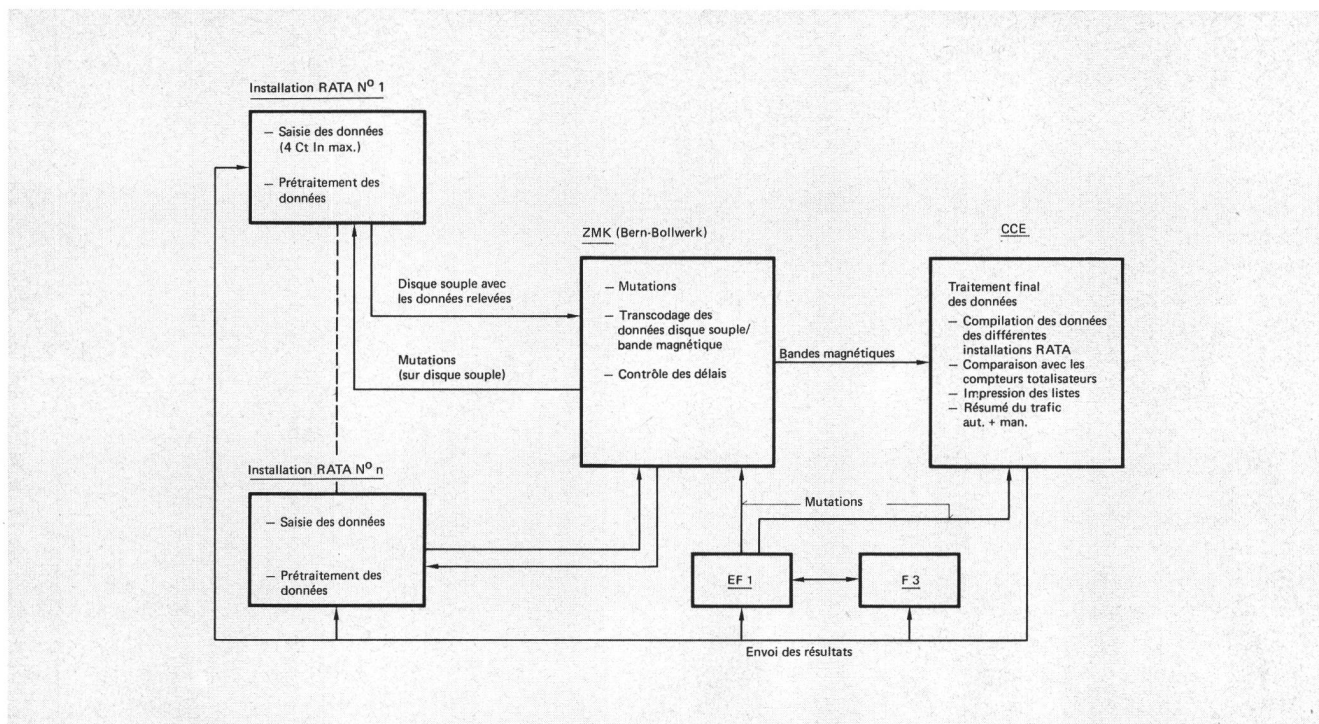 Installation RATA Nº 1
— Saisie des données
(4 Ct In max.)
— Prétraitement des
données
Disque souple avec
les données relevées
Mutations
(sur disque souple)
ZMK (Bern-Bollwerk)
— Mutations
— Transcodage des
données disque souple/
bande magnétique
— Contrôle des délais
Bandes magnétiques
CCE
Traitement final
des données
— Compilation des données
des différentes
installations RATA
— Comparaison avec les
compteurs totalisateurs
— Impression des listes
— Résumé du trafic
aut. + man.
Installation RATA Nº n
— Saisie des données
— Prétraitement des
données
Mutations
EF 1
F 3
Envoi des résultats